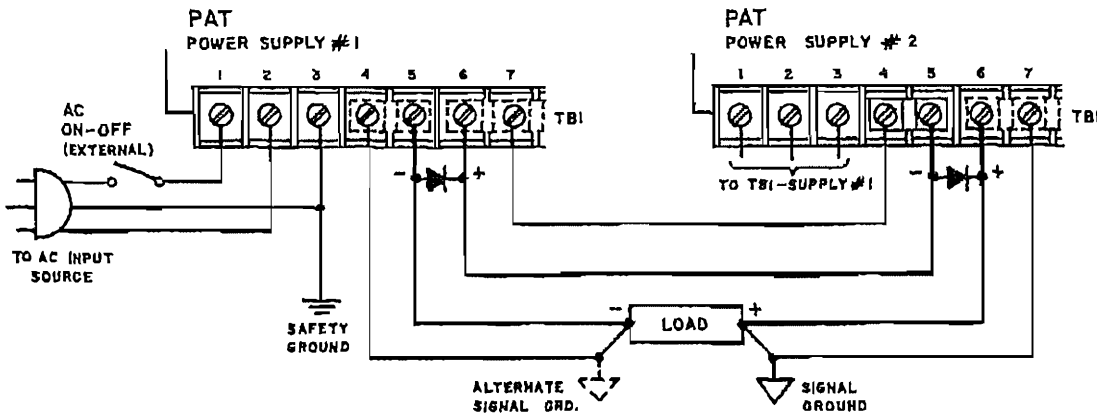 PAT
POWER SUPPLY #1
1 2 3 4 5 6 7
TB1
AC
ON-OFF
(EXTERNAL)
TO AC INPUT
SOURCE
- +
SAFETY
GROUND
PAT
POWER SUPPLY #2
1 2 3 4 5 6 7
TB1
TO TB1-SUPPLY #1
- +
- LOAD +
ALTERNATE
SIGNAL GRD.
SIGNAL
GROUND